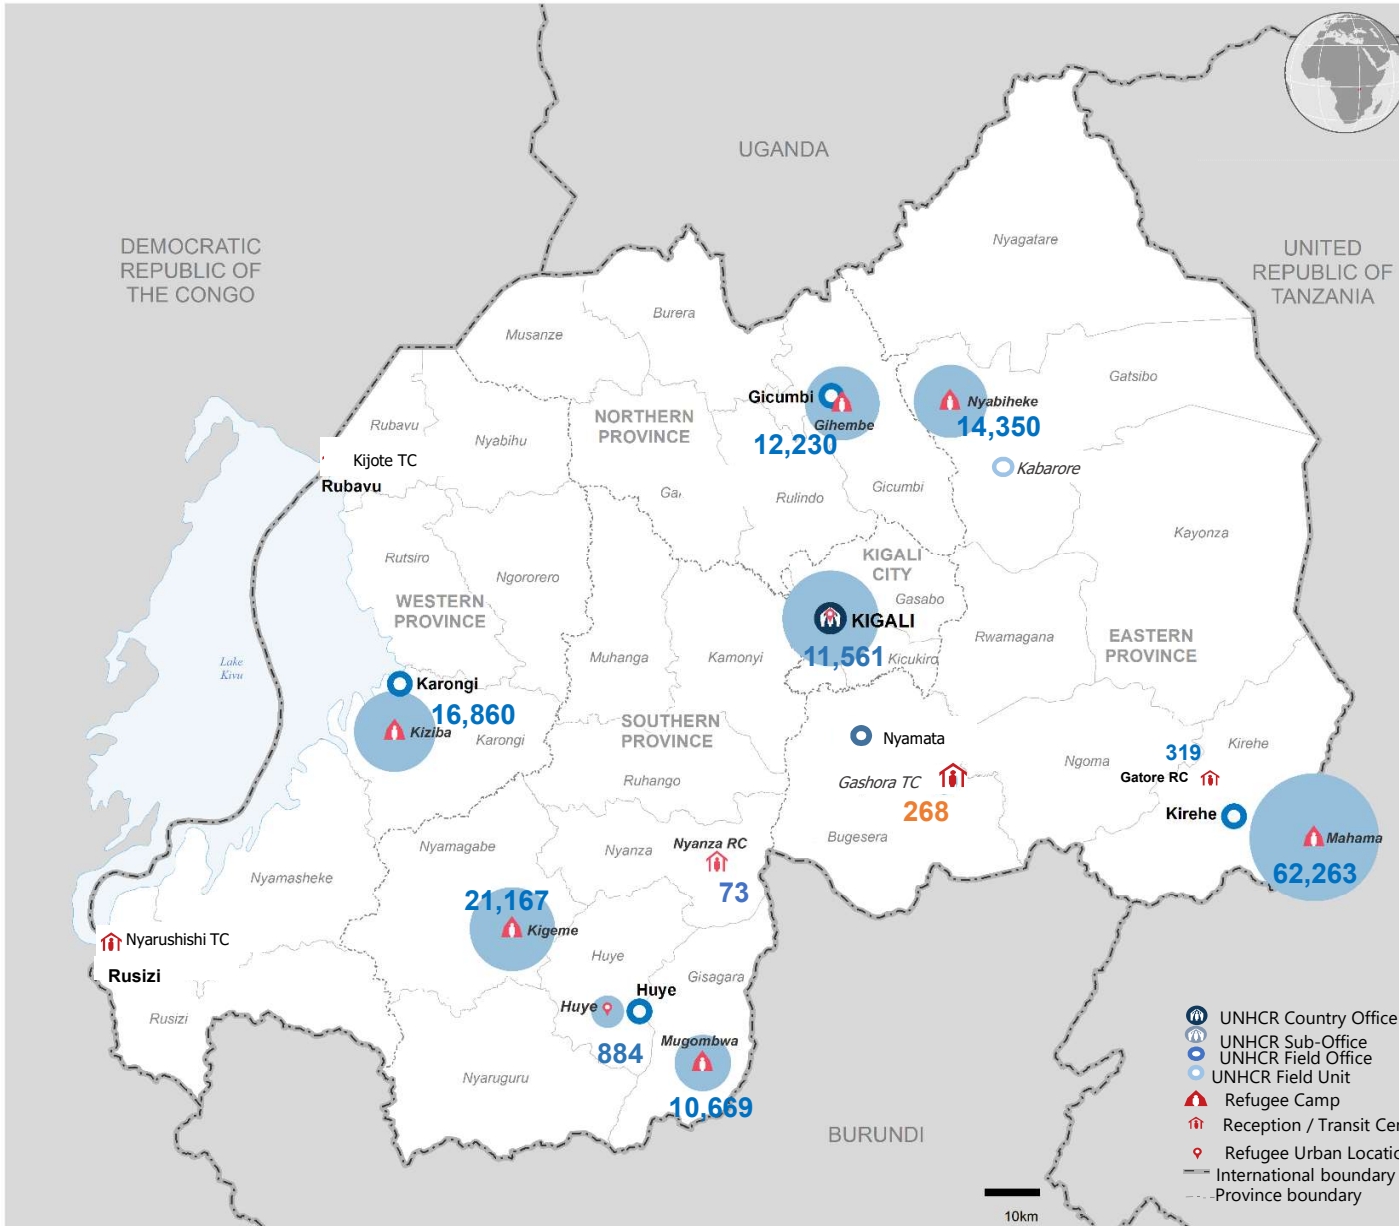 UGANDA
DEMOCRATIC
REPUBLIC OF
THE CONGO
UNITED
REPUBLIC OF
TANZANIA
Nyagatare
Burera
Musanze
Gatsibo
Gicumbi
Gihembe
12,230
Nyabiheke
14,350
Kabarore
NORTHERN
PROVINCE
Rubavu
Nyabihu
Kijote TC
Rubavu
Ga
Rulindo
Gicumbi
Kayonza
Rutsiro
Ngororero
KIGALI
CITY
Gasabo
WESTERN
PROVINCE
KIGALI
11,561
Kicukiro
Rwamagana
EASTERN
PROVINCE
Lake
Kivu
Muhanga
Kamonyi
Karongi
16,860
Kiziba
Karongi
SOUTHERN
PROVINCE
Ruhango
Nyamata
Gashora TC
268
Bugesera
Ngoma
319
Gatore RC
Kirehe
Kirehe
Mahama
62,263
Nyamagabe
Nyanza
Nyanza RC
73
Nyamasheke
21,167
Kigeme
Nyarushishi TC
Rusizi
Rusizi
Huye
Gisagara
Huye
Huye
884
Mugombwa
10,669
Nyaruguru
BURUNDI
UNHCR Country Office
UNHCR Sub-Office
UNHCR Field Office
UNHCR Field Unit
Refugee Camp
Reception / Transit Cen
Refugee Urban Locatio
International boundary
Province boundary
10km